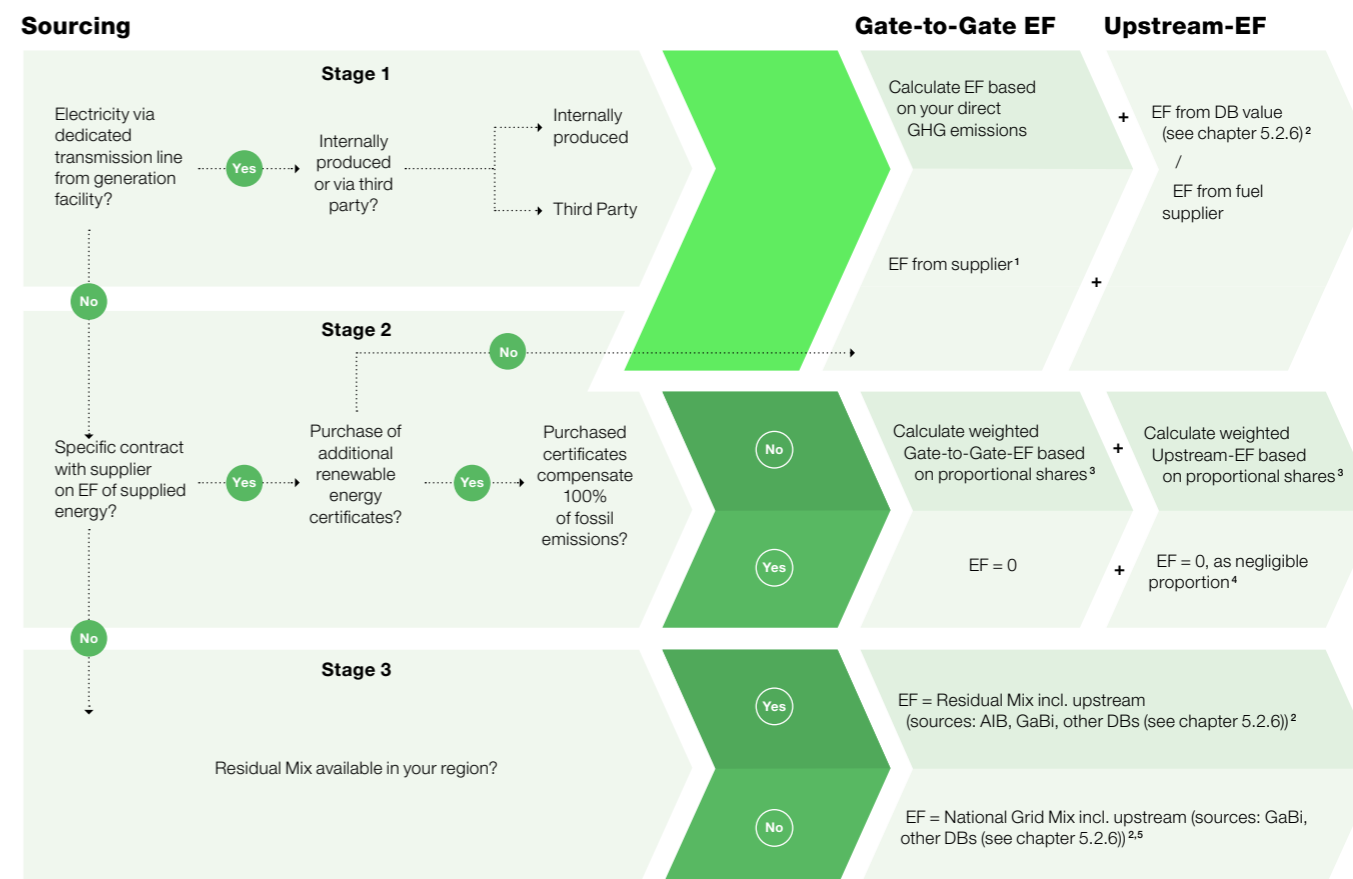 Sourcing
Gate-to-Gate EF
Upstream-EF
Stage 1
Electricity via
dedicated
transmission line
from generation
facility?
Yes
Internally
produced
or via third
party?
Internally
produced
Third Party
Calculate EF based
on your direct
GHG emissions
+
EF from DB value
(see chapter 5.2.6)²
/
EF from fuel
supplier
EF from supplier¹
+
No
Stage 2
No
Specific contract
with supplier
on EF of supplied
energy?
Yes
Purchase of
additional
renewable
energy
certificates?
Yes
Purchased
certificates
compensate
100%
of fossil
emissions?
No
Calculate weighted
Gate-to-Gate-EF based
on proportional shares³
+
Calculate weighted
Upstream-EF based
on proportional shares³
Yes
EF = 0
+
EF = 0, as negligible
proportion⁴
No
Stage 3
Residual Mix available in your region?
Yes
EF = Residual Mix incl. upstream
(sources: AIB, GaBi, other DBs (see chapter 5.2.6))²
No
EF = National Grid Mix incl. upstream (sources: GaBi,
other DBs (see chapter 5.2.6))²,⁵